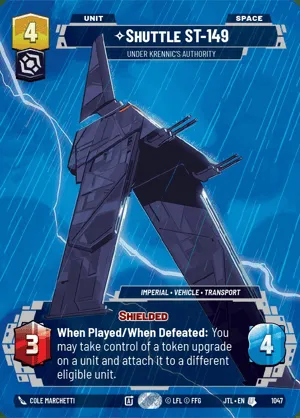 UNIT
SPACE
4
✧SHUTTLE ST-149
UNDER KRENNIC'S AUTHORITY
IMPERIAL • VEHICLE • TRANSPORT
SHIELDED
When Played/When Defeated: You
may take control of a token upgrade
on a unit and attach it to a different
eligible unit.
3
4
COLE MARCHETTI
© LFL © FFG
JTL • EN
1047